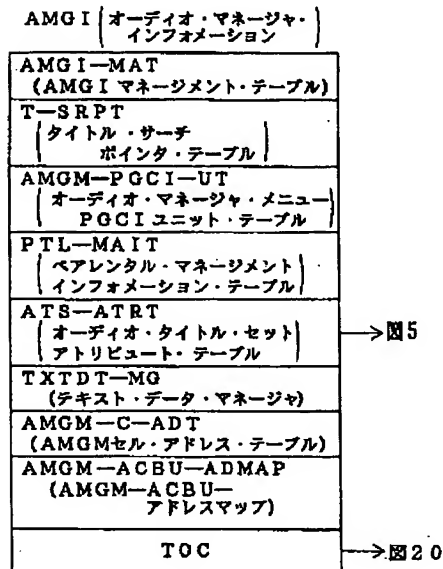 AMGI(オーディオ・マネージャ・
インフォメーション)
AMGI—MAT
(AMGI マネージメント・テーブル)
T—SRPT
(タイトル・サーチ
ポインタ・テーブル)
AMGM—PGCI—UT
(オーディオ・マネージャ・メニュー
PGCIユニット・テーブル)
PTL—MAIT
(ペアレンタル・マネージメント
インフォメーション・テーブル)
ATS—ATRT
(オーディオ・タイトル・セット
アトリビュート・テーブル)
→図5
TXTDT—MG
(テキスト・データ・マネージャ)
AMGM—C—ADT
(AMGMセル・アドレス・テーブル)
AMGM—ACBU—ADMAP
(AMGM—ACBU—
アドレスマップ)
TOC
→図20